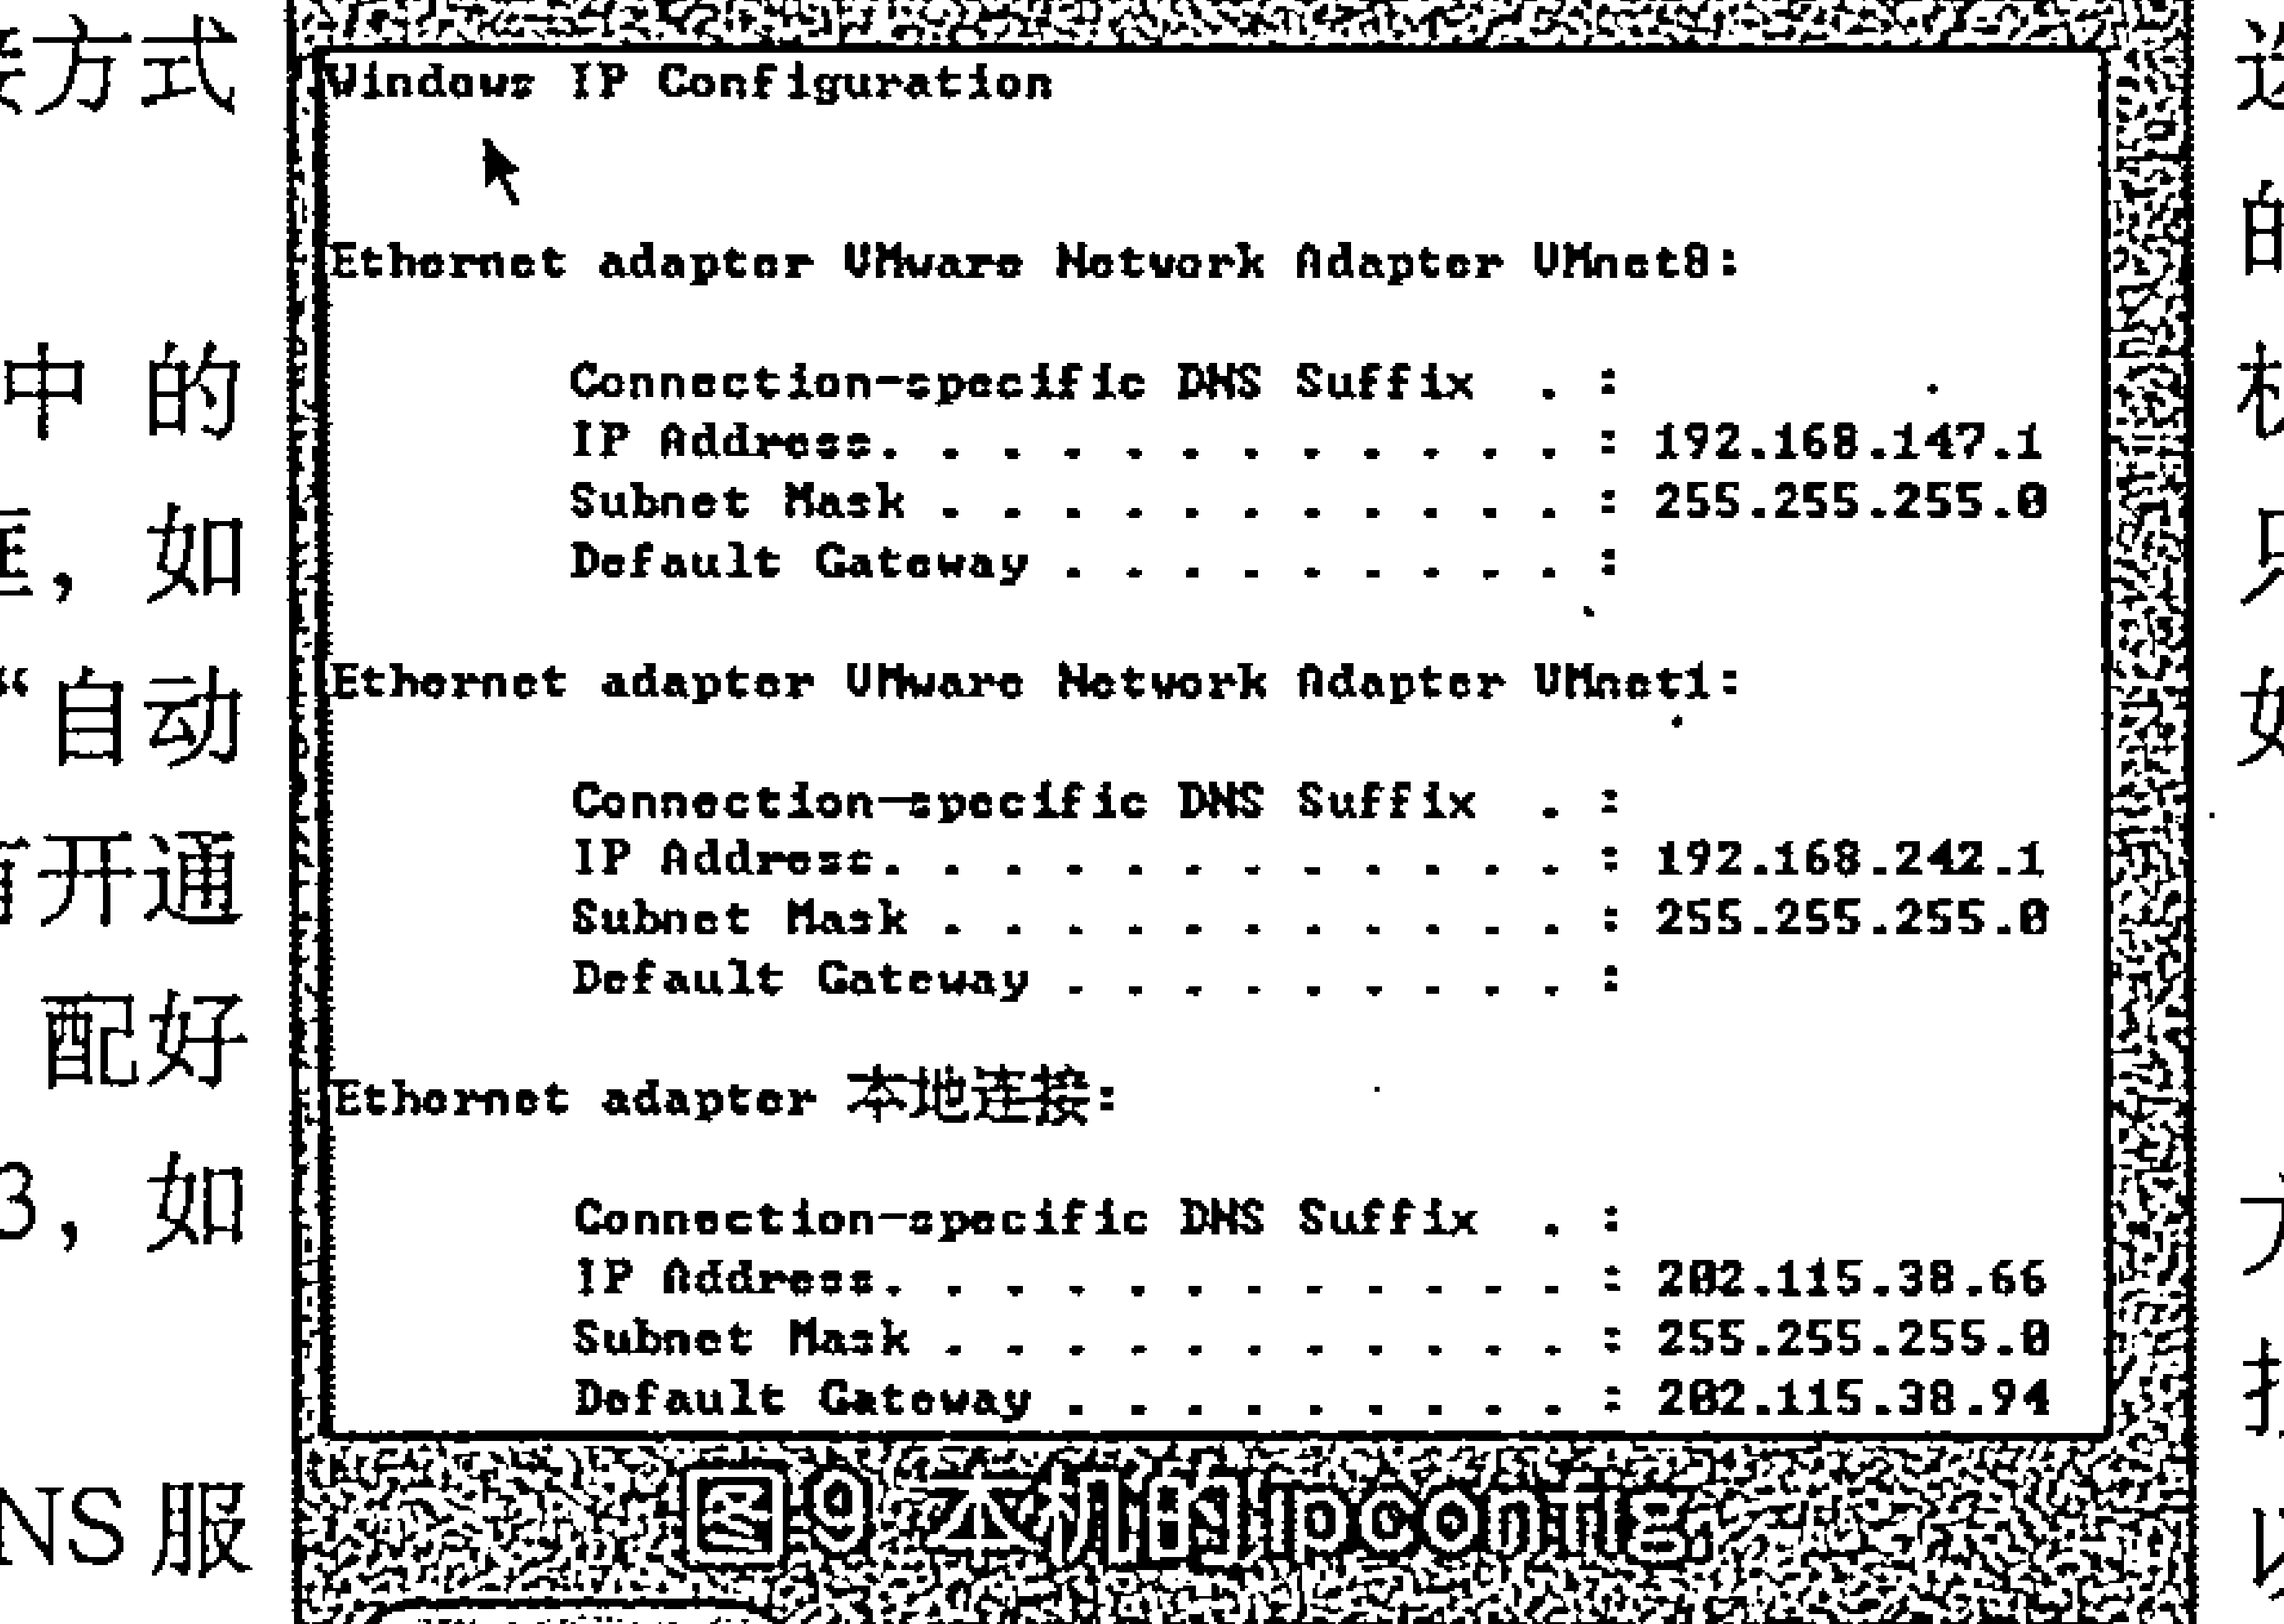 方式
中 的
，如
“自动
开通
配好
3，如
NS 服
Windows IP Configuration
Ethernet adapter VMware Network Adapter VMnet8:
Connection-specific DNS Suffix . :
IP Address. . . . . . . . . . . . : 192.168.147.1
Subnet Mask . . . . . . . . . . . : 255.255.255.0
Default Gateway . . . . . . . . . :
Ethernet adapter VMware Network Adapter VMnet1:
Connection-specific DNS Suffix . :
IP Address. . . . . . . . . . . . : 192.168.242.1
Subnet Mask . . . . . . . . . . . : 255.255.255.0
Default Gateway . . . . . . . . . :
Ethernet adapter 本地连接:
Connection-specific DNS Suffix . :
IP Address. . . . . . . . . . . . : 202.115.38.66
Subnet Mask . . . . . . . . . . . : 255.255.255.0
Default Gateway . . . . . . . . . : 202.115.38.94
图9 本机的ipconfig
的
只